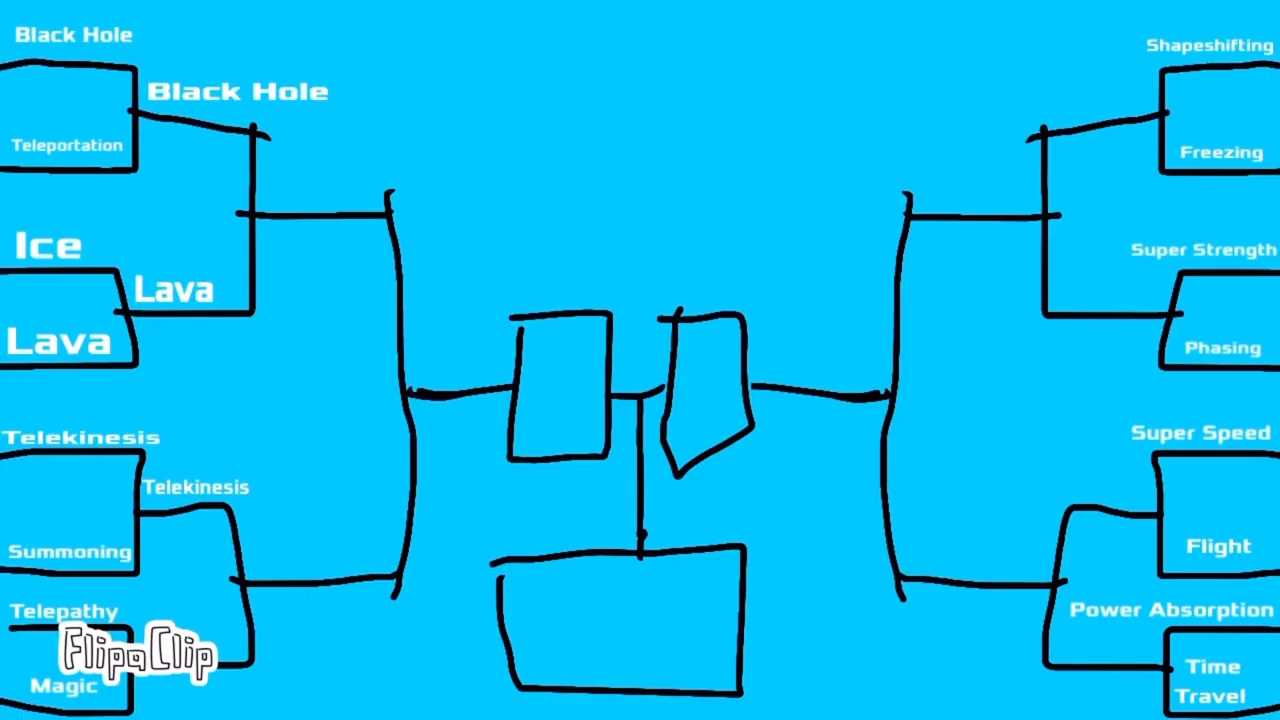 Black Hole
Black Hole
Teleportation
Ice
Lava
Lava
Telekinesis
Telekinesis
Summoning
Telepathy
FlipaClip
Magic
Shapeshifting
Freezing
Super Strength
Phasing
Super Speed
Flight
Power Absorption
Time
Travel